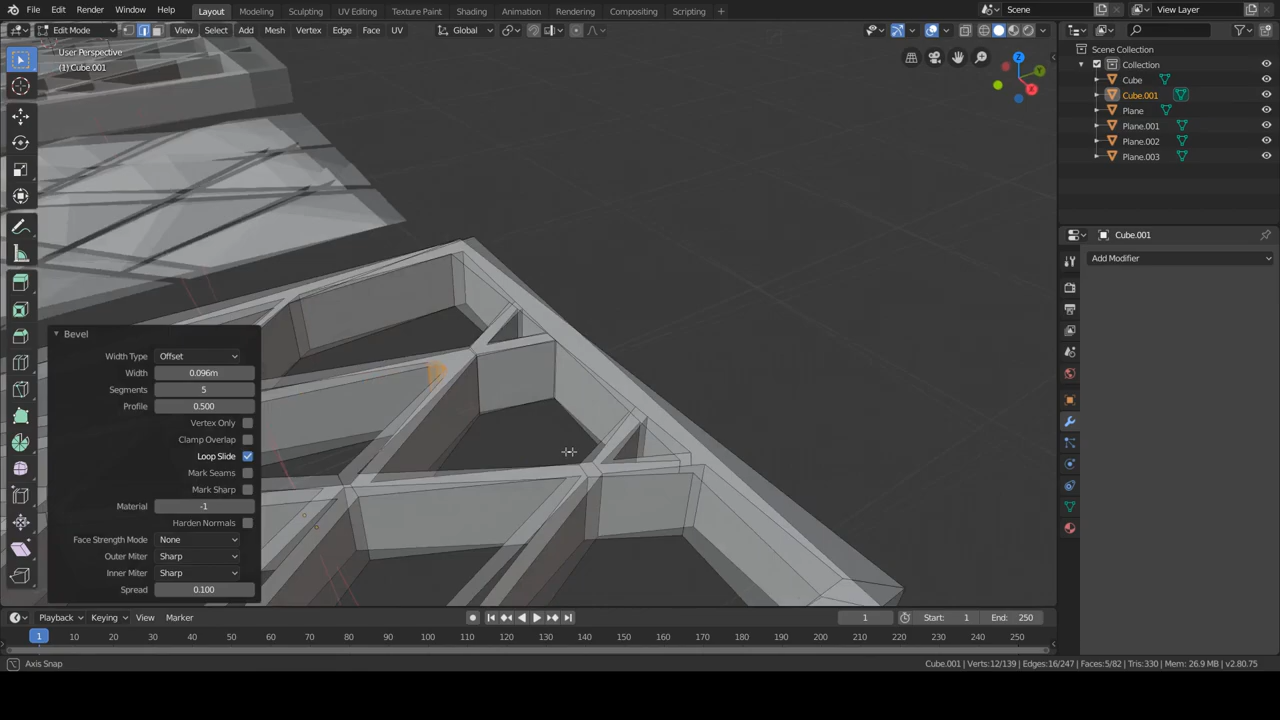 File Edit Render Window Help Layout Modeling Sculpting UV Editing Texture Paint Shading Animation Rendering Compositing Scripting + Scene View Layer
Edit Mode View Select Add Mesh Vertex Edge Face UV Global
User Perspective
(1) Cube.001
Z
Y
X
Scene Collection
Collection
Cube
Cube.001
Plane
Plane.001
Plane.002
Plane.003
Cube.001
Add Modifier
Bevel
Width Type Offset
Width 0.096m
Segments 5
Profile 0.500
Vertex Only
Clamp Overlap
Loop Slide
Mark Seams
Mark Sharp
Material -1
Harden Normals
Face Strength Mode None
Outer Miter Sharp
Inner Miter Sharp
Spread 0.100
Playback Keying View Marker 1 Start: 1 End: 250
1 10 20 30 40 50 60 70 80 90 100 110 120 130 140 150 160 170 180 190 200 210 220 230 240 250
Axis Snap Cube.001 | Verts:12/139 | Edges:16/247 | Faces:5/82 | Tris:330 | Mem: 26.9 MB | v2.80.75